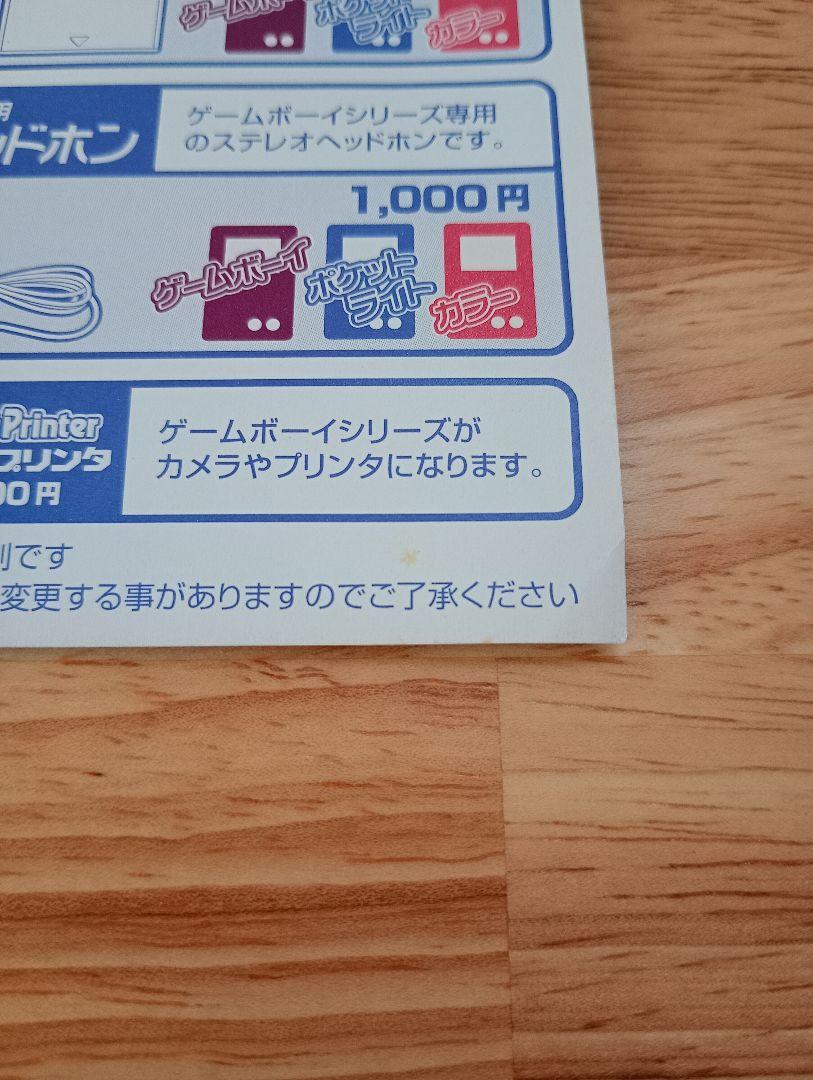 ゲームボーイ
ポケット
ライト
カラー
用
ッドホン
ゲームボーイシリーズ専用
のステレオヘッドホンです。
1,000円
ゲームボーイ
ポケット
ライト
カラー
Printer
プリンタ
00円
ゲームボーイシリーズが
カメラやプリンタになります。
別です
変更する事がありますのでご了承ください